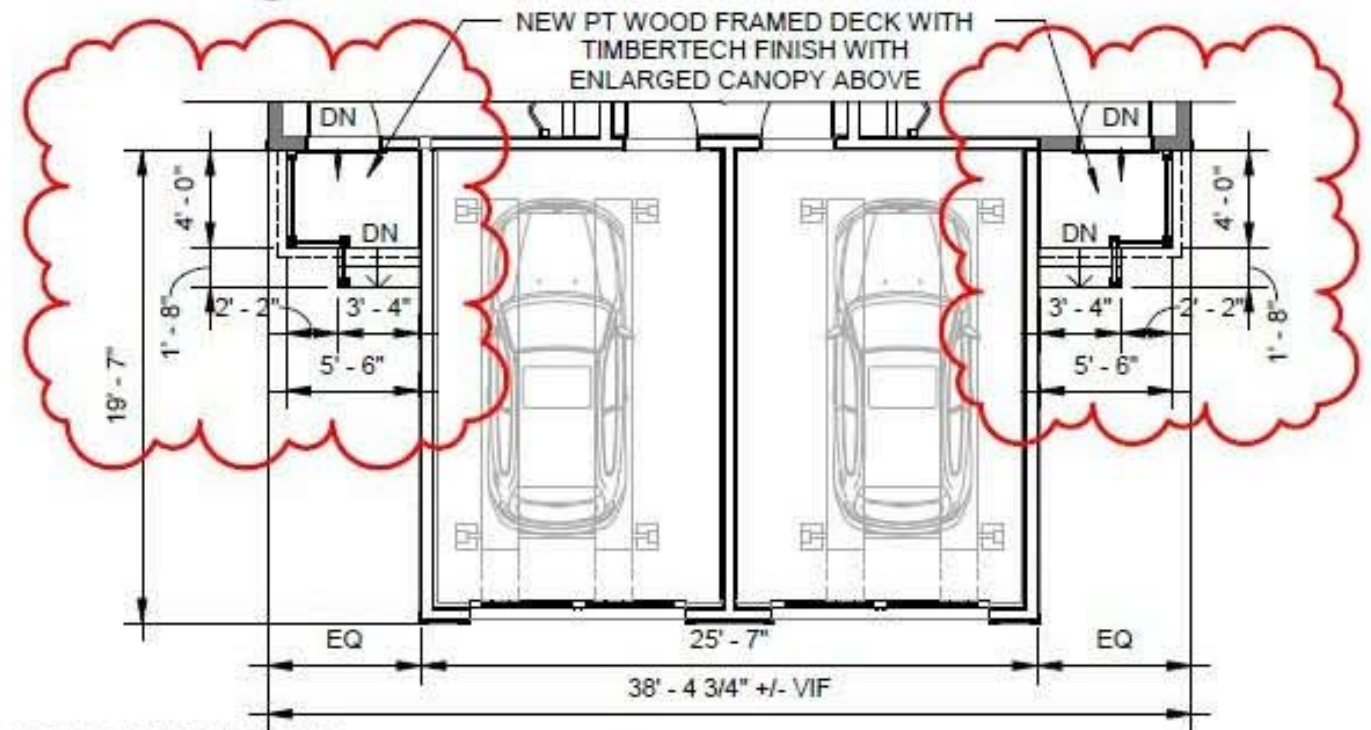 NEW PT WOOD FRAMED DECK WITH
TIMBERTECH FINISH WITH
ENLARGED CANOPY ABOVE
DN
DN
4' - 0"
4' - 0"
DN
DN
1' - 8"
2' - 2"
3' - 4"
3' - 4"
2' - 2"
1' - 8"
5' - 6"
5' - 6"
19' - 7"
EQ
25' - 7"
EQ
38' - 4 3/4" +/- VIF